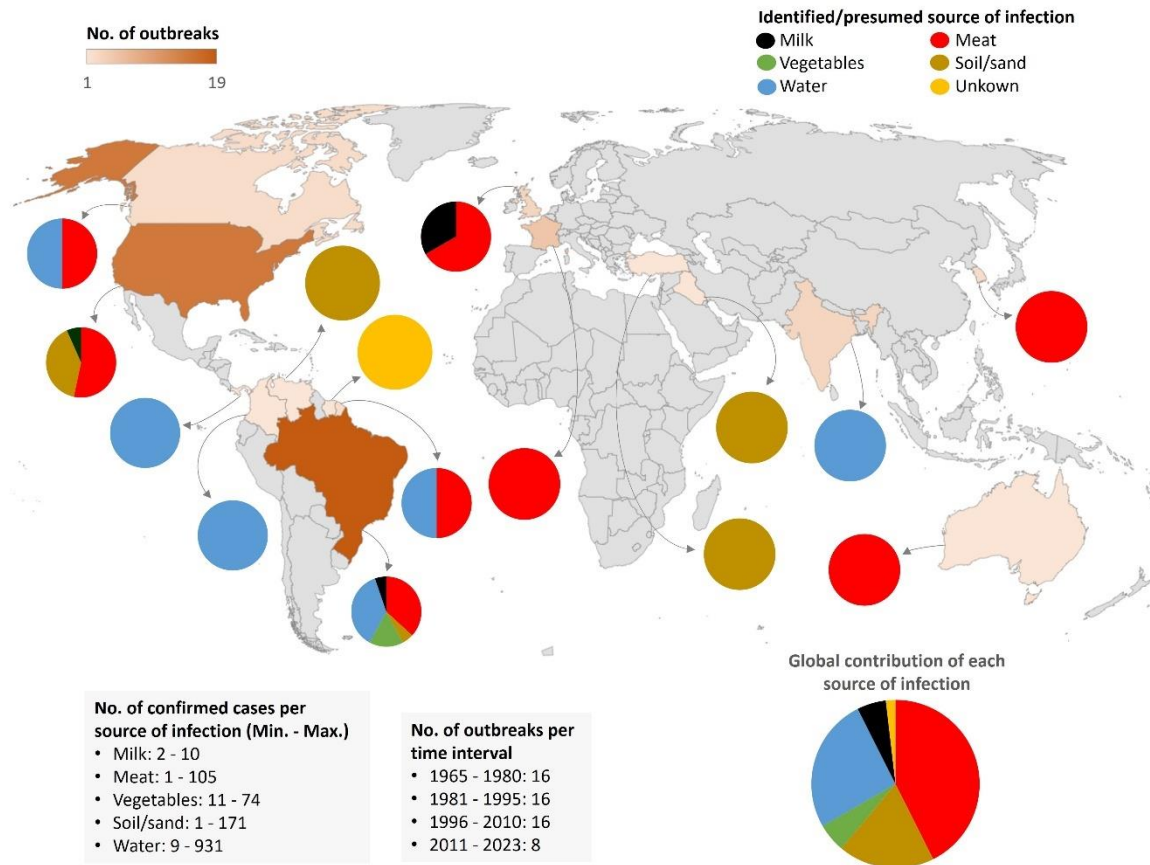 No. of outbreaks
1 19
Identified/presumed source of infection
Milk
Meat
Vegetables
Soil/sand
Water
Unkown
No. of confirmed cases per
source of infection (Min. - Max.)
• Milk: 2 - 10
• Meat: 1 - 105
• Vegetables: 11 - 74
• Soil/sand: 1 - 171
• Water: 9 - 931
No. of outbreaks per
time interval
• 1965 - 1980: 16
• 1981 - 1995: 16
• 1996 - 2010: 16
• 2011 - 2023: 8
Global contribution of each
source of infection